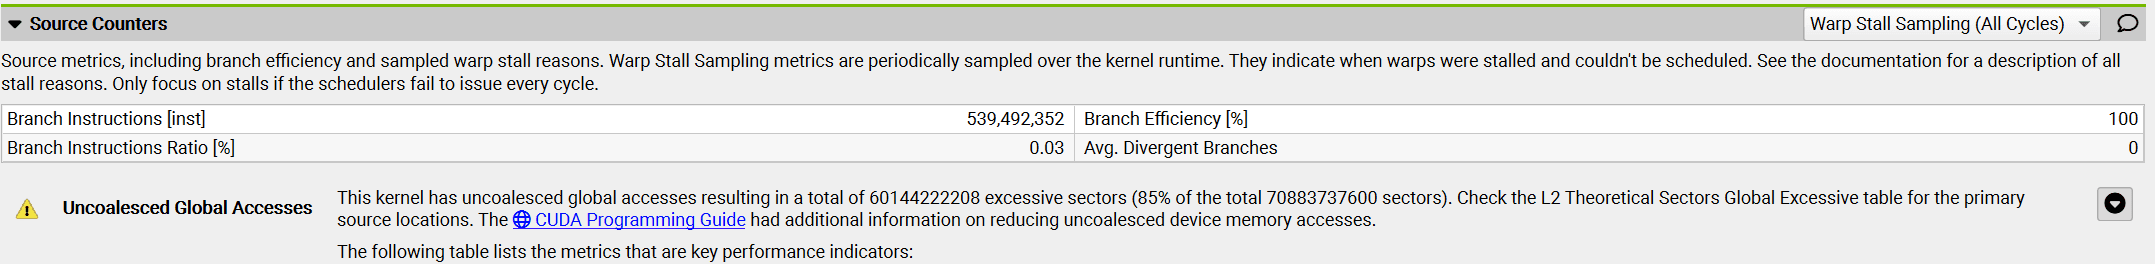 Source Counters
Warp Stall Sampling (All Cycles)
Source metrics, including branch efficiency and sampled warp stall reasons. Warp Stall Sampling metrics are periodically sampled over the kernel runtime. They indicate when warps were stalled and couldn't be scheduled. See the documentation for a description of all
stall reasons. Only focus on stalls if the schedulers fail to issue every cycle.
Branch Instructions [inst] 539,492,352 Branch Efficiency [%] 100
Branch Instructions Ratio [%] 0.03 Avg. Divergent Branches 0
Uncoalesced Global Accesses
This kernel has uncoalesced global accesses resulting in a total of 60144222208 excessive sectors (85% of the total 70883737600 sectors). Check the L2 Theoretical Sectors Global Excessive table for the primary
source locations. The CUDA Programming Guide had additional information on reducing uncoalesced device memory accesses.
The following table lists the metrics that are key performance indicators: